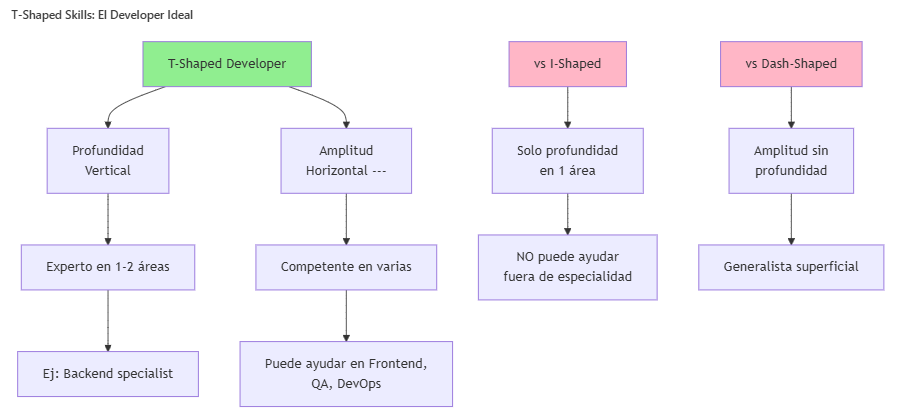 T-Shaped Skills: El Developer Ideal
T-Shaped Developer
vs I-Shaped
vs Dash-Shaped
Profundidad
Vertical
Amplitud
Horizontal ---
Solo profundidad
en 1 área
Amplitud sin
profundidad
Experto en 1-2 áreas
Competente en varias
NO puede ayudar
fuera de especialidad
Generalista superficial
Ej: Backend specialist
Puede ayudar en Frontend,
QA, DevOps